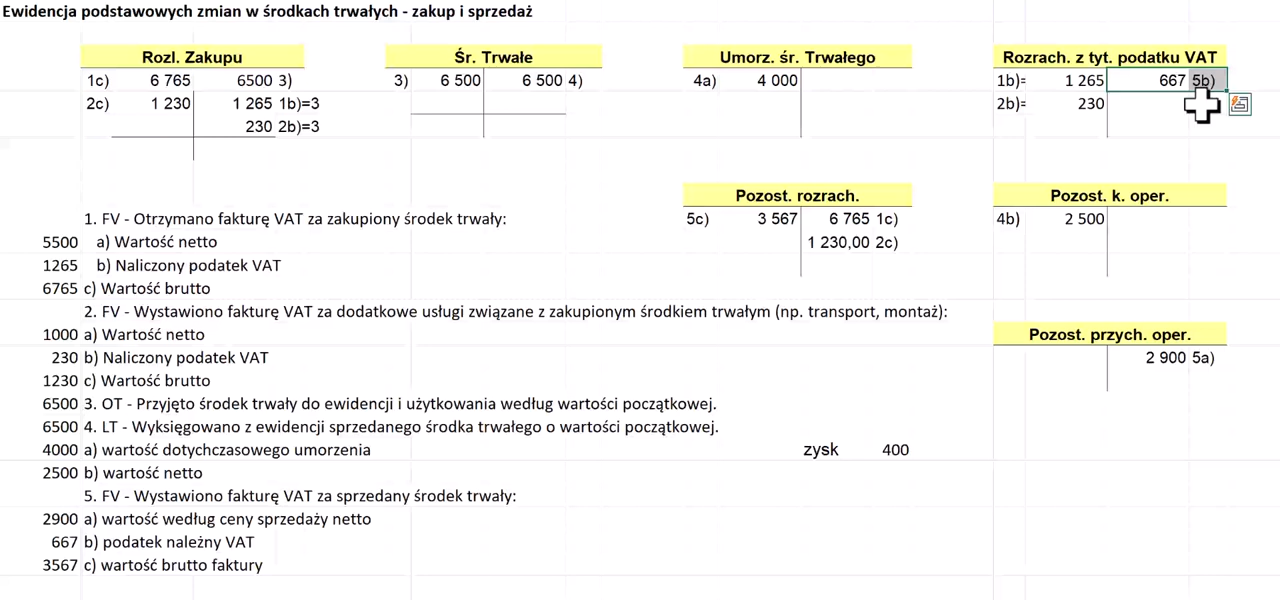 Ewidencja podstawowych zmian w środkach trwałych - zakup i sprzedaż
Rozl. Zakupu Śr. Trwałe Umorz. śr. Trwałego Rozrach. z tyt. podatku VAT
1c) 6 765 6500 3) 3) 6 500 6 500 4) 4a) 4 000 1b)= 1 265 667 5b)
2c) 1 230 1 265 1b)=3 2b)= 230
230 2b)=3
Pozost. rozrach. Pozost. k. oper.
1. FV - Otrzymano fakturę VAT za zakupiony środek trwały: 5c) 3 567 6 765 1c) 4b) 2 500
5500 a) Wartość netto 1 230,00 2c)
1265 b) Naliczony podatek VAT
6765 c) Wartość brutto
2. FV - Wystawiono fakturę VAT za dodatkowe usługi związane z zakupionym środkiem trwałym (np. transport, montaż):
1000 a) Wartość netto Pozost. przych. oper.
230 b) Naliczony podatek VAT 2 900 5a)
1230 c) Wartość brutto
6500 3. OT - Przyjęto środek trwały do ewidencji i użytkowania według wartości początkowej.
6500 4. LT - Wyksięgowano z ewidencji sprzedanego środka trwałego o wartości początkowej.
4000 a) wartość dotychczasowego umorzenia zysk 400
2500 b) wartość netto
5. FV - Wystawiono fakturę VAT za sprzedany środek trwały:
2900 a) wartość według ceny sprzedaży netto
667 b) podatek należny VAT
3567 c) wartość brutto faktury